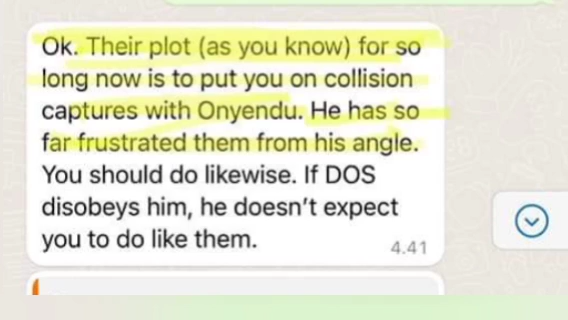 Ok. Their plot (as you know) for so
long now is to put you on collision
captures with Onyendu. He has so
far frustrated them from his angle.
You should do likewise. If DOS
disobeys him, he doesn't expect
you to do like them.
4.41